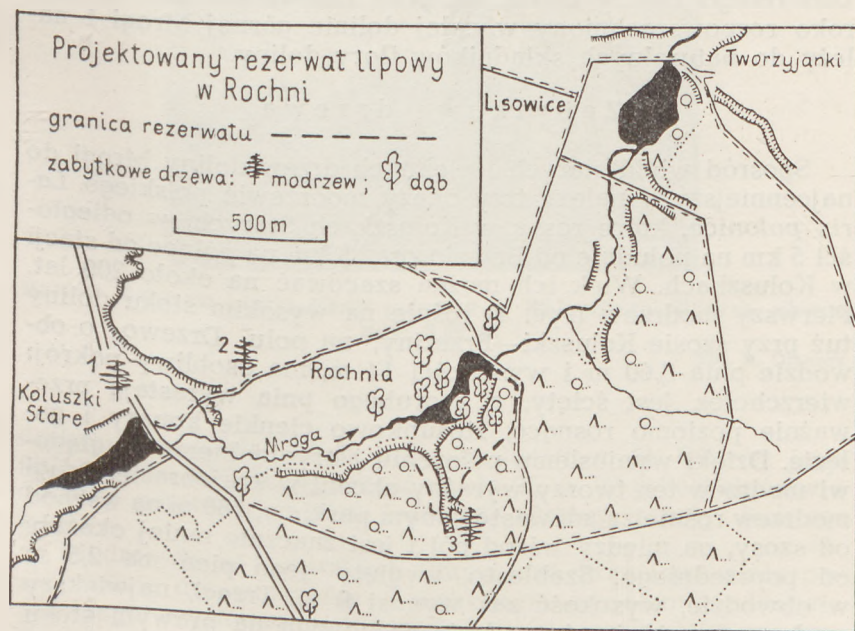 Projektowany rezerwat lipowy
w Rochni
granica rezerwatu
zabytkowe drzewa: modrzew; dąb
500m
Lisowice
Tworzyjanki
1
2
Koluszki
Stare
Rochnia
Mroga
3